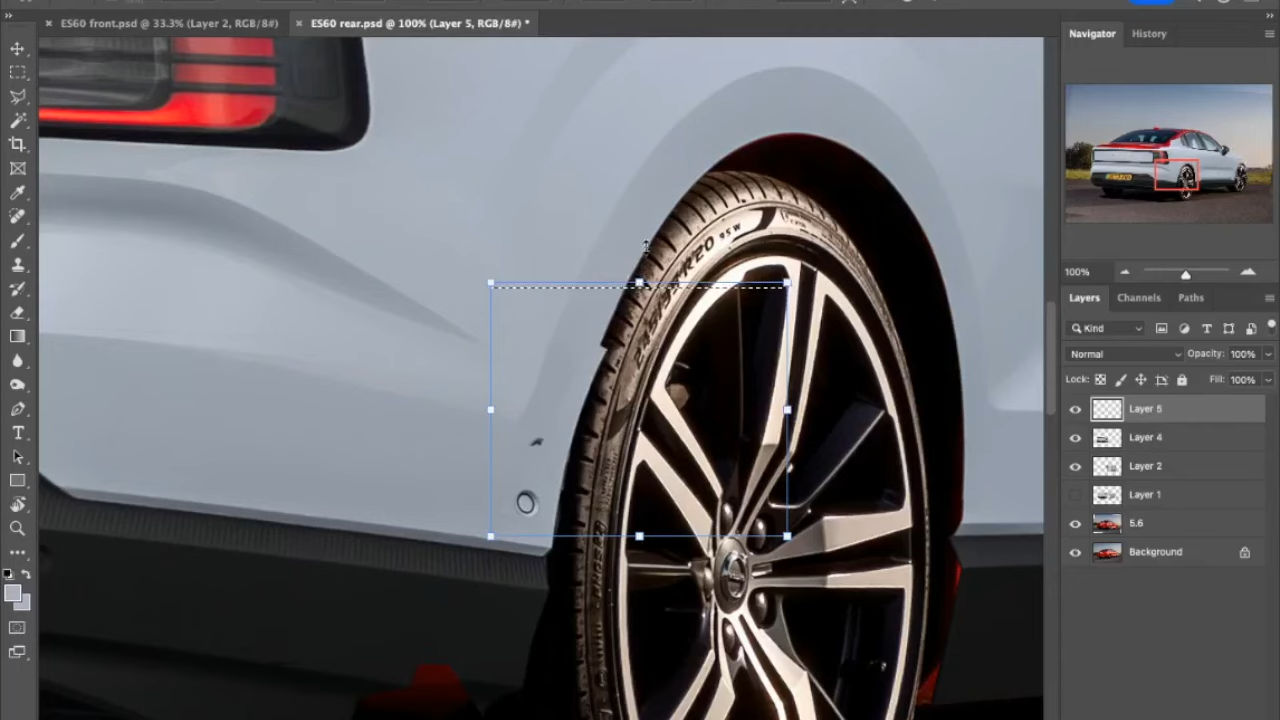 ES60 front.psd @ 33.3% (Layer 2, RGB/8#)
ES60 rear.psd @ 100% (Layer 5, RGB/8#) *
Navigator
History
100%
Layers
Channels
Paths
Kind
Normal
Opacity: 100%
Lock:
Fill: 100%
Layer 5
Layer 4
Layer 2
Layer 1
5.6
Background
R20 95W